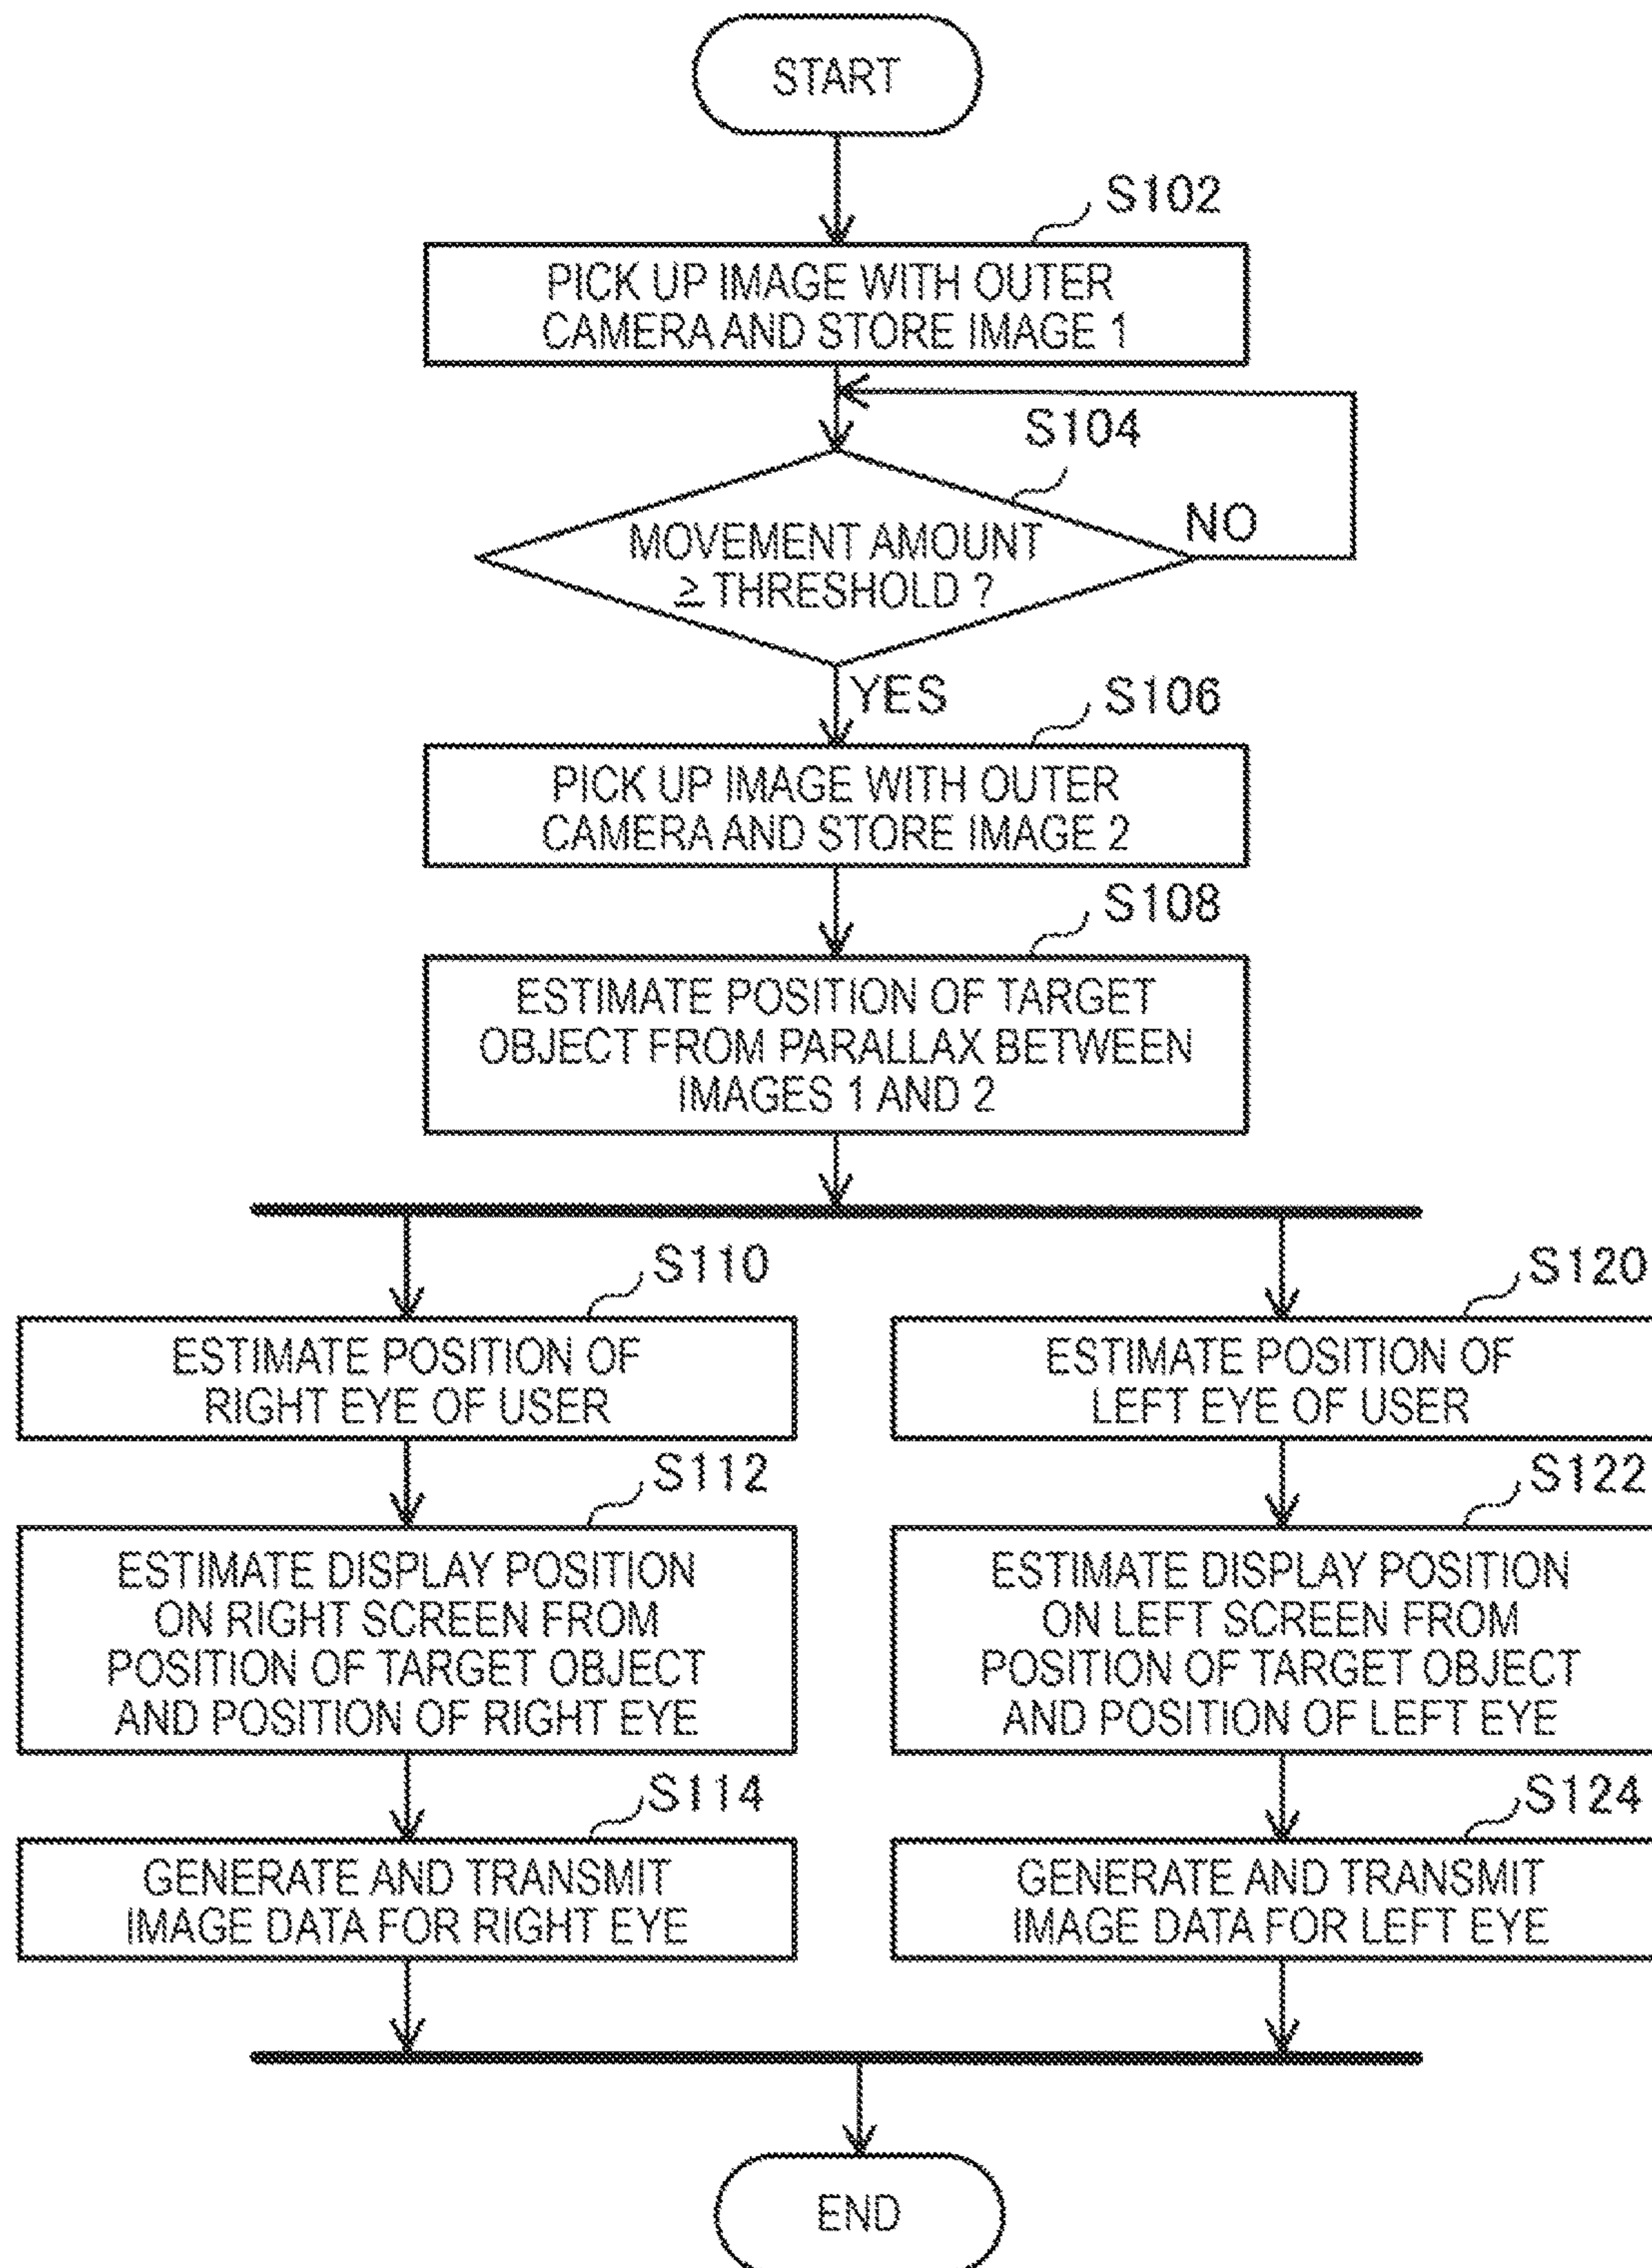 START
S102
PICK UP IMAGE WITH OUTER
CAMERA AND STORE IMAGE 1
S104
MOVEMENT AMOUNT
≥ THRESHOLD ?
NO
YES
S106
PICK UP IMAGE WITH OUTER
CAMERA AND STORE IMAGE 2
S108
ESTIMATE POSITION OF TARGET
OBJECT FROM PARALLAX BETWEEN
IMAGES 1 AND 2
S110
ESTIMATE POSITION OF
RIGHT EYE OF USER
S112
ESTIMATE DISPLAY POSITION
ON RIGHT SCREEN FROM
POSITION OF TARGET OBJECT
AND POSITION OF RIGHT EYE
S114
GENERATE AND TRANSMIT
IMAGE DATA FOR RIGHT EYE
S120
ESTIMATE POSITION OF
LEFT EYE OF USER
S122
ESTIMATE DISPLAY POSITION
ON LEFT SCREEN FROM
POSITION OF TARGET OBJECT
AND POSITION OF LEFT EYE
S124
GENERATE AND TRANSMIT
IMAGE DATA FOR LEFT EYE
END